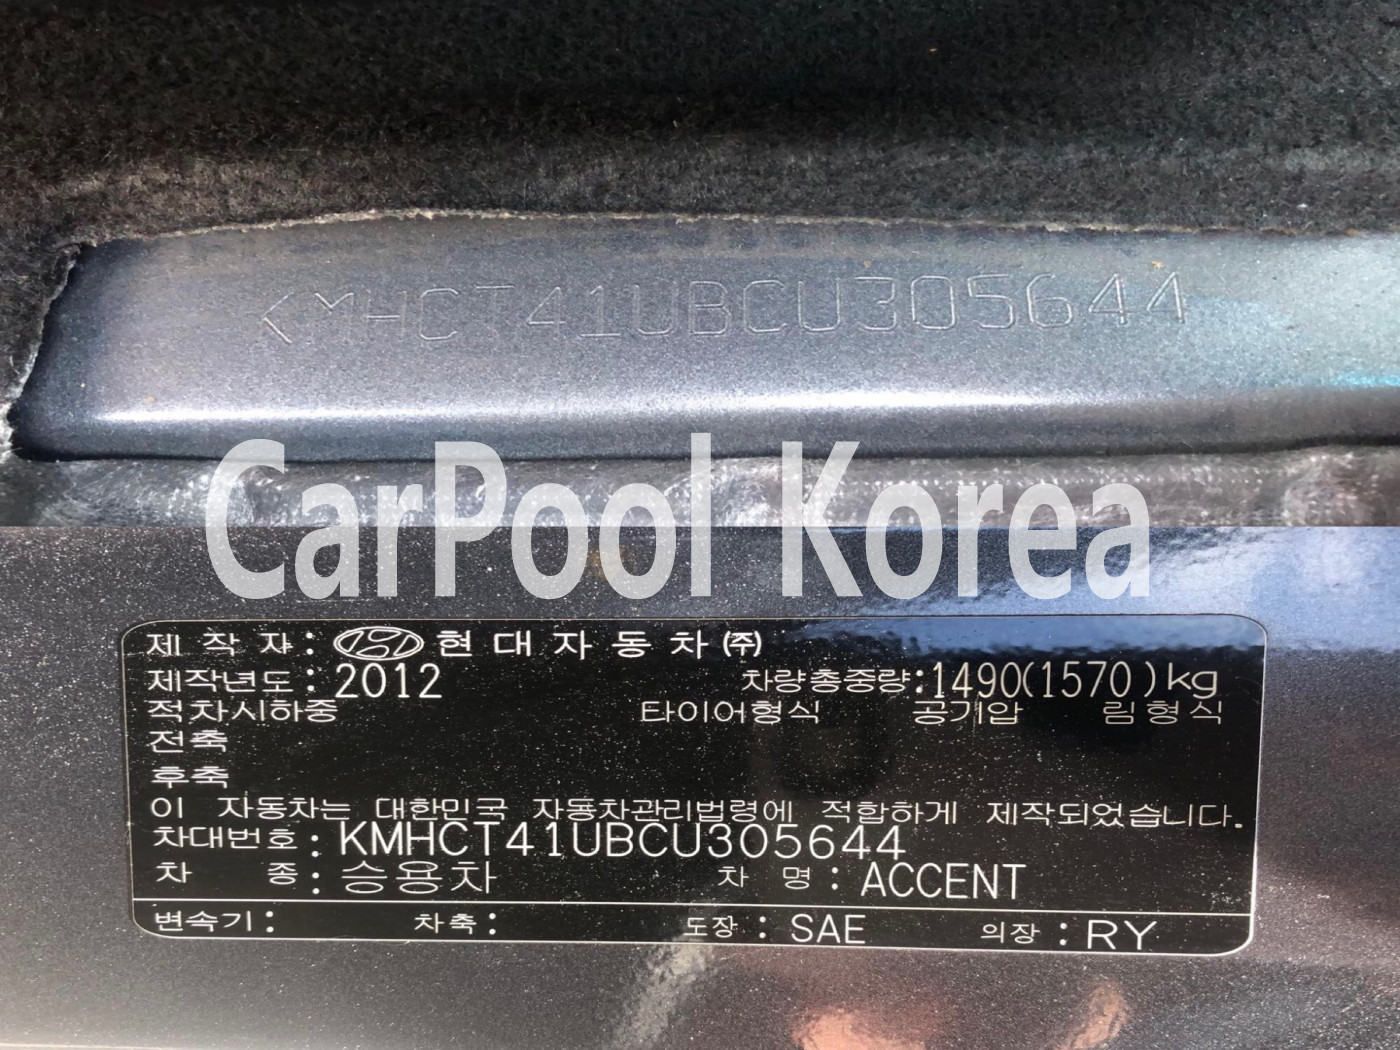 KMHCT41UBCU305644
CarPool Korea
제 작 자 : 현대자동차㈜
제작년도 : 2012 차량총중량 : 1490(1570)kg
적차시하중 타이어형식 공기압 림형식
전축
후축
이 자동차는 대한민국 자동차관리법령에 적합하게 제작되었습니다.
차대번호 : KMHCT41UBCU305644
차 종 : 승용차 차 명 : ACCENT
변속기 : 차축 : 도장 : SAE 의장 : RY